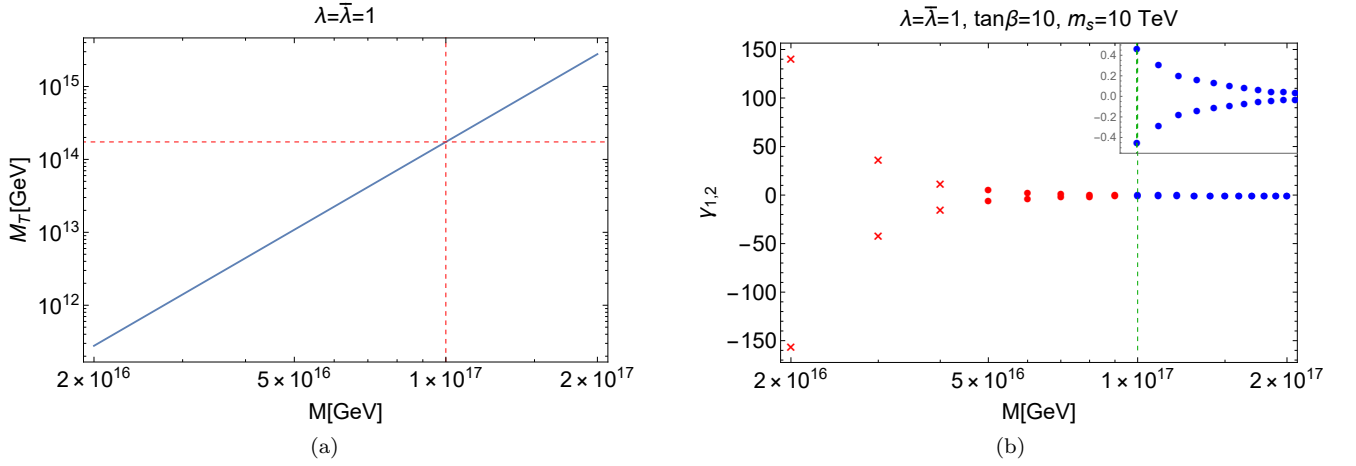 λ=λ̄=1
M_T[GeV]
10^15
10^14
10^13
10^12
2×10^16 5×10^16 1×10^17 2×10^17
M[GeV]
(a)
λ=λ̄=1, tanβ=10, m_s=10 TeV
γ_{1,2}
150
100
50
0
−50
−100
−150
0.4
0.2
0.0
−0.2
−0.4
2×10^16 5×10^16 1×10^17 2×10^17
M[GeV]
(b)